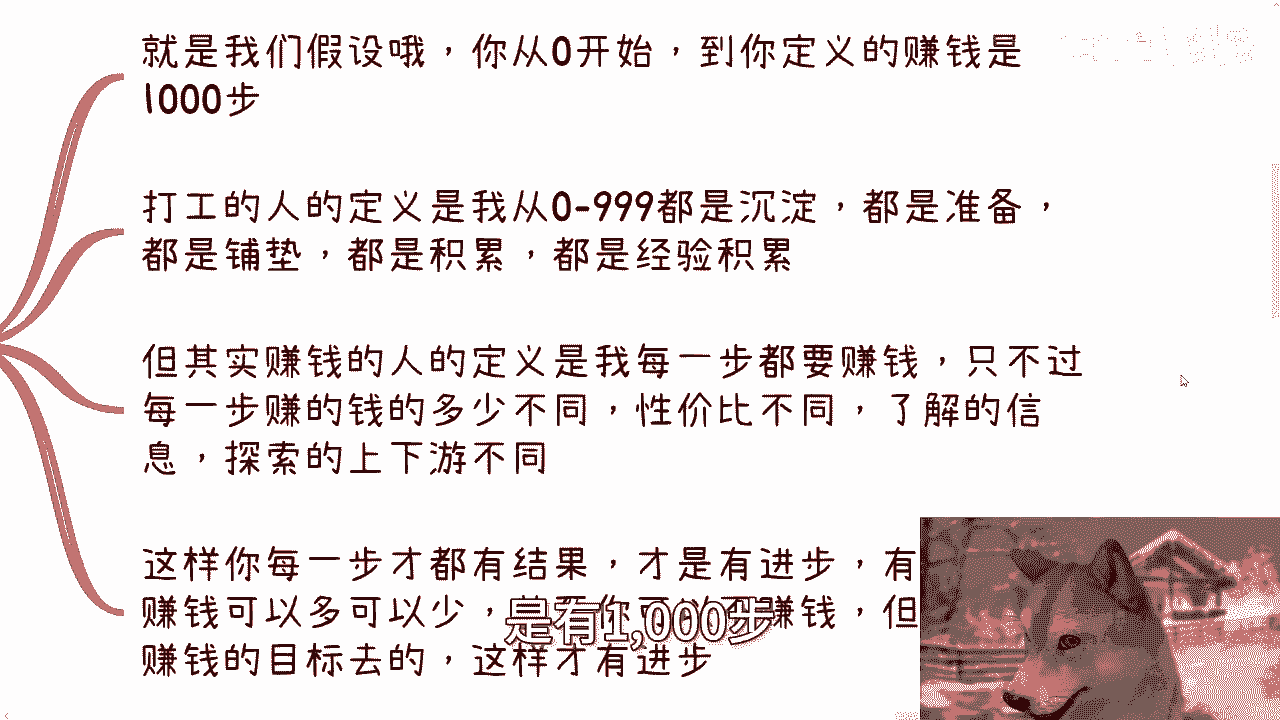 就是我们假设哦，你从0开始，到你定义的赚钱是
1000步
打工的人的定义是我从0-999都是沉淀，都是准备，
都是铺垫，都是积累，都是经验积累
但其实赚钱的人的定义是我每一步都要赚钱，只不过
每一步赚的钱的多少不同，性价比不同，了解的信
息，探索的上下游不同
这样你每一步才都有结果，才是有进步，有
赚钱可以多可以少，赚钱，但
是有1,000步
赚钱的目标去的，这样才有进步